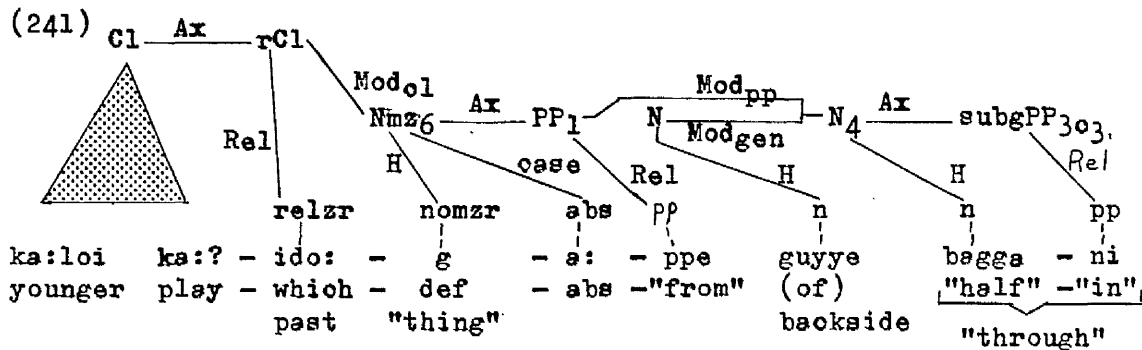 (241) Cl Ax rCl
Mod_cl Mod_pp
Nmz_6 Ax PP_1 N Mod_gen N_4 Ax subgPP_3c_3.
Rel H case Rel H H Rel
relzr nomzr abs pp n n pp
ka:loi ka:? - ido: - g - a: - ppe guyye bagga - ni
younger play - which - def - abs -"from" (of) "half" -"in"
past "thing" backside
"through"